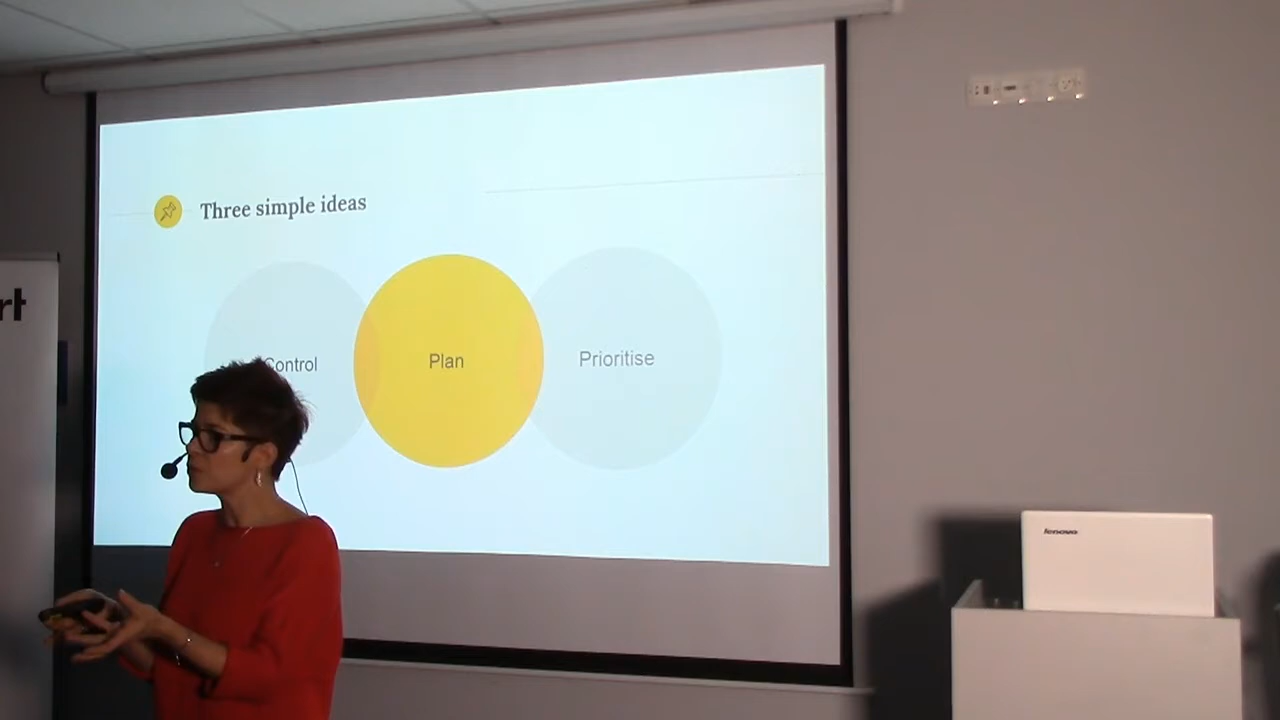 Three simple ideas
Control
Plan
Prioritise
rt
lenovo